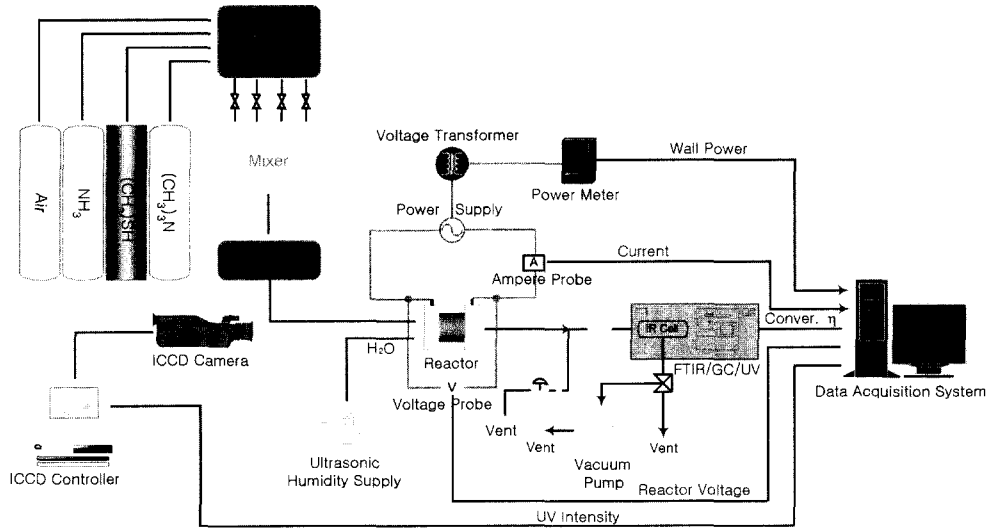 Air
NH₃
(CH₃)SH
(CH₃)₃N
Mixer
Voltage Transformer
Power Supply
Power Meter
Wall Power
A
Ampere Probe
Current
Conver. η
IR Cell
FTIR/GC/UV
Data Acquisition System
H₂O
Reactor
V
Voltage Probe
ICCD Camera
ICCD Controller
Ultrasonic
Humidity Supply
Vent
Vent
Vacuum
Pump
Vent
Reactor Voltage
UV Intensity